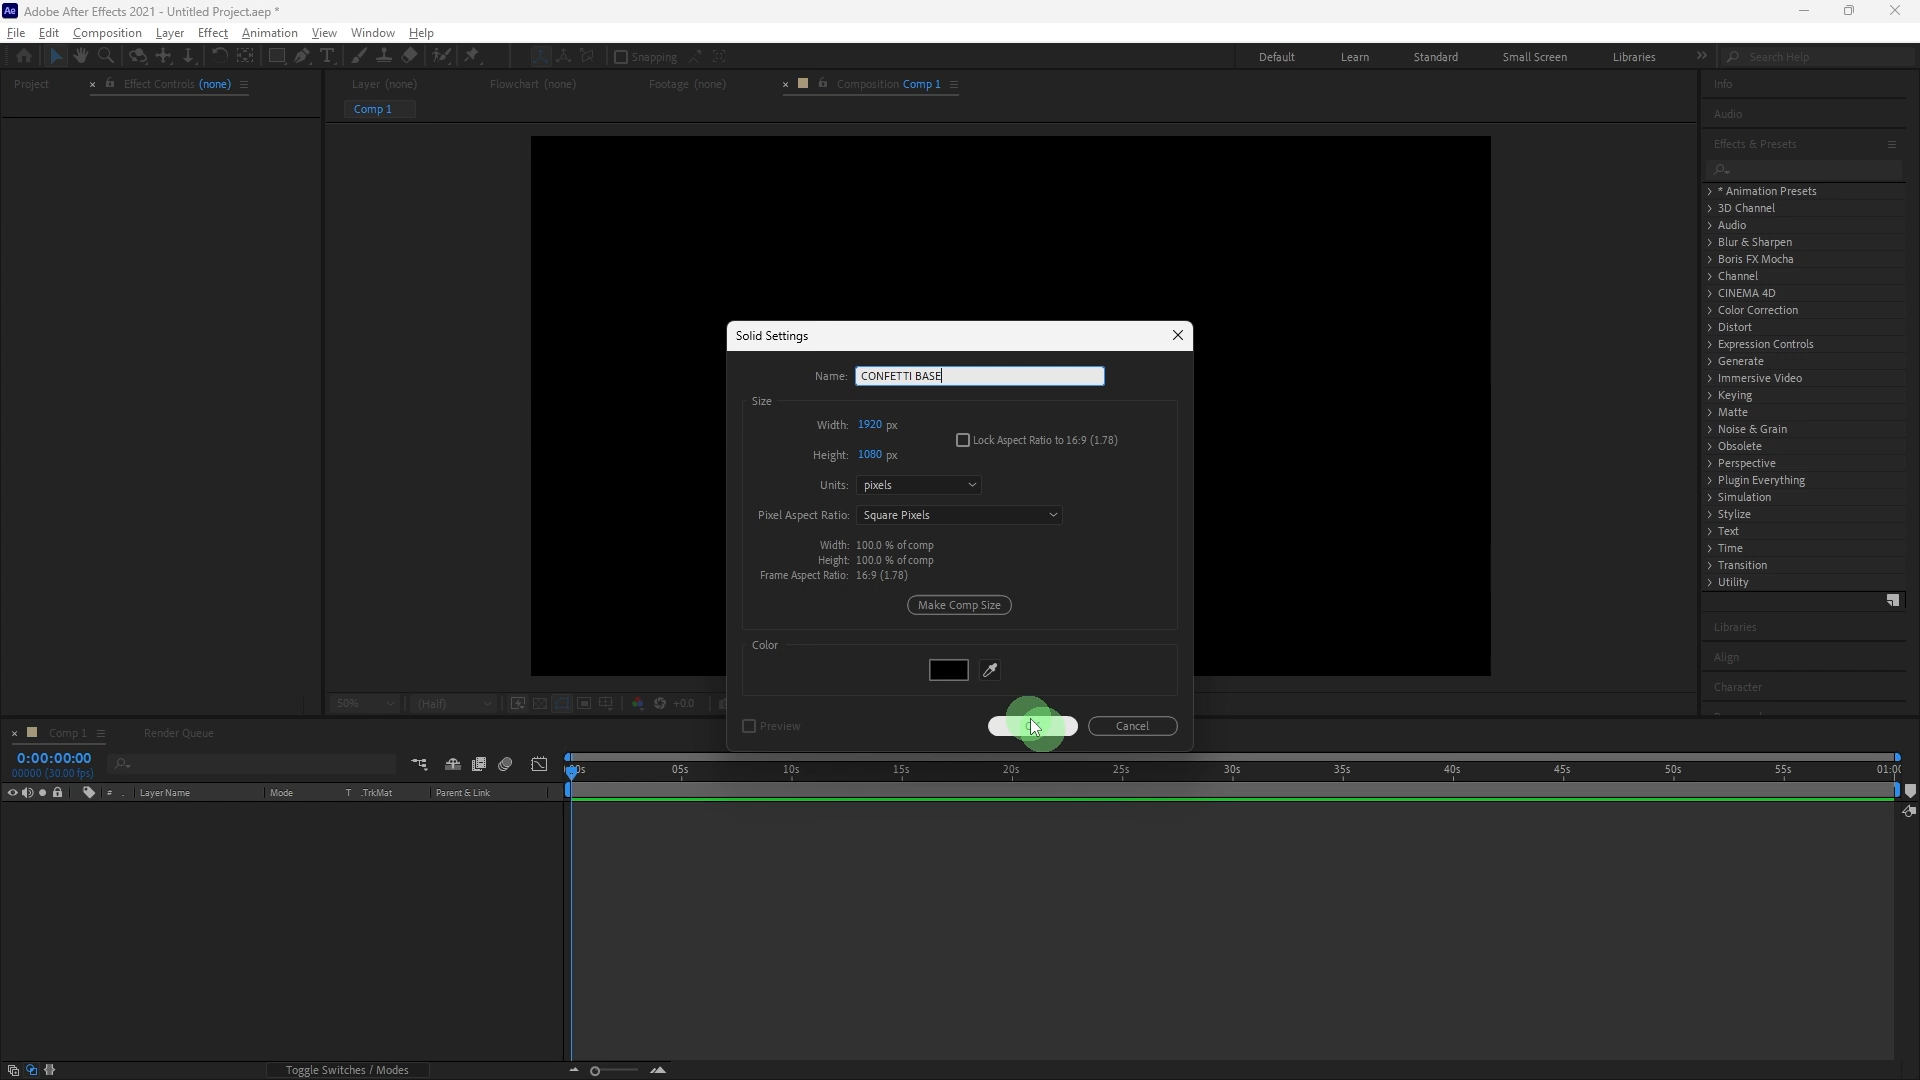 Ae Adobe After Effects 2021 - Untitled Project.aep *
File Edit Composition Layer Effect Animation View Window Help
Snapping Default Learn Standard Small Screen Libraries Search Help
Project Effect Controls (none) Layer (none) Flowchart (none) Footage (none) Composition Comp 1 Info
Comp 1
Audio
Effects & Presets
* Animation Presets
3D Channel
Audio
Blur & Sharpen
Boris FX Mocha
Channel
CINEMA 4D
Color Correction
Distort
Expression Controls
Generate
Immersive Video
Keying
Matte
Noise & Grain
Obsolete
Perspective
Plugin Everything
Simulation
Stylize
Text
Time
Transition
Utility
Libraries
Align
Character
Solid Settings
Name: CONFETTI BASE
Size
Width: 1920 px
Lock Aspect Ratio to 16:9 (1.78)
Height: 1080 px
Units: pixels
Pixel Aspect Ratio: Square Pixels
Width: 100.0 % of comp
Height: 100.0 % of comp
Frame Aspect Ratio: 16:9 (1.78)
Make Comp Size
Color
Preview Cancel
50% (Half) +0.0
Comp 1 Render Queue
0:00:00:00
00000 (30.00 fps)
05s 10s 15s 20s 25s 30s 35s 40s 45s 50s 55s
# Layer Name Mode T .TrkMat Parent & Link
Toggle Switches / Modes